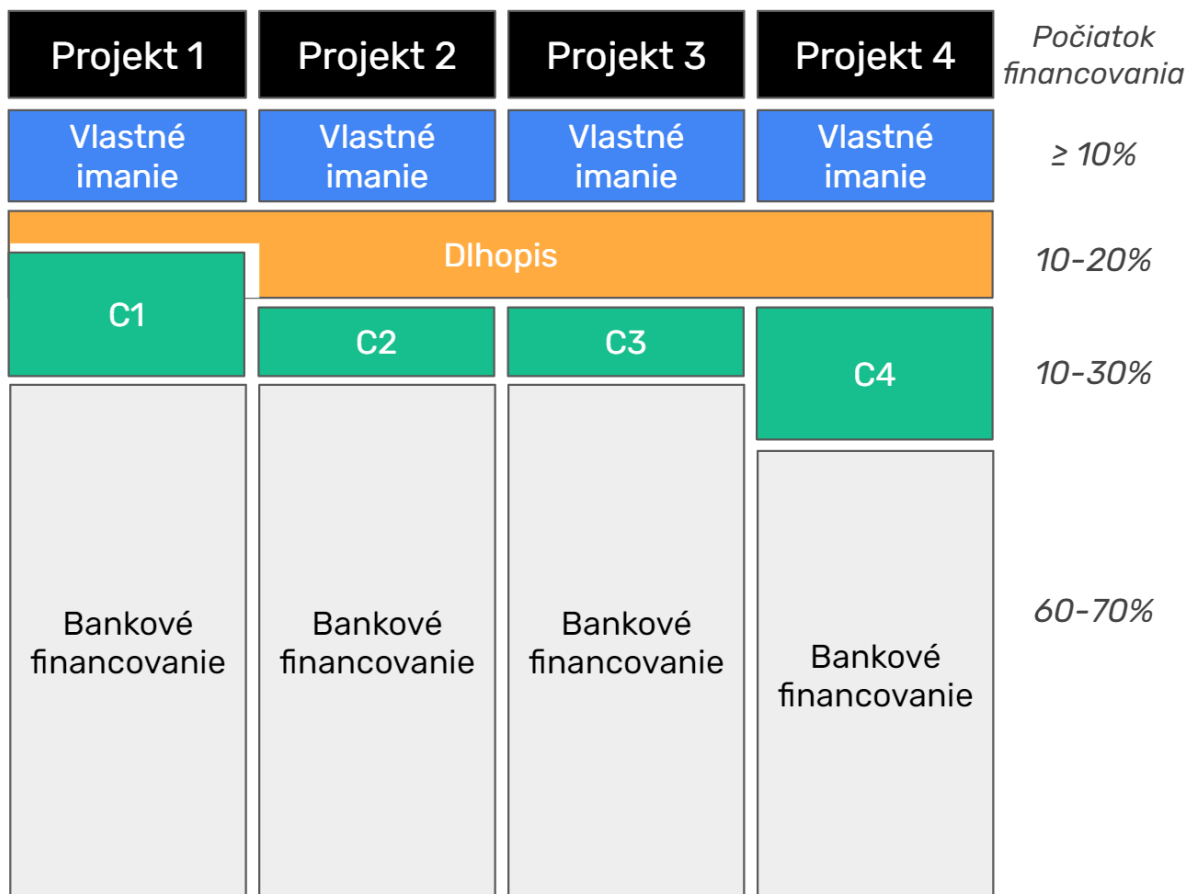 Projekt 1
Projekt 2
Projekt 3
Projekt 4
Počiatok
financovania
Vlastné
imanie
Vlastné
imanie
Vlastné
imanie
Vlastné
imanie
≥ 10%
Dlhopis
10-20%
C1
C2
C3
C4
10-30%
Bankové
financovanie
Bankové
financovanie
Bankové
financovanie
Bankové
financovanie
60-70%